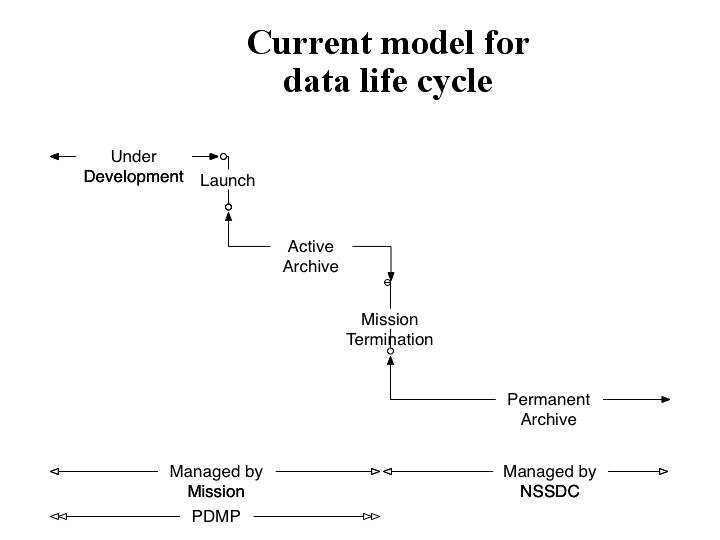 Current model for
data life cycle
Under
Development
Launch
Active
Archive
Mission
Termination
Permanent
Archive
Managed by
Mission
Managed by
NSSDC
PDMP